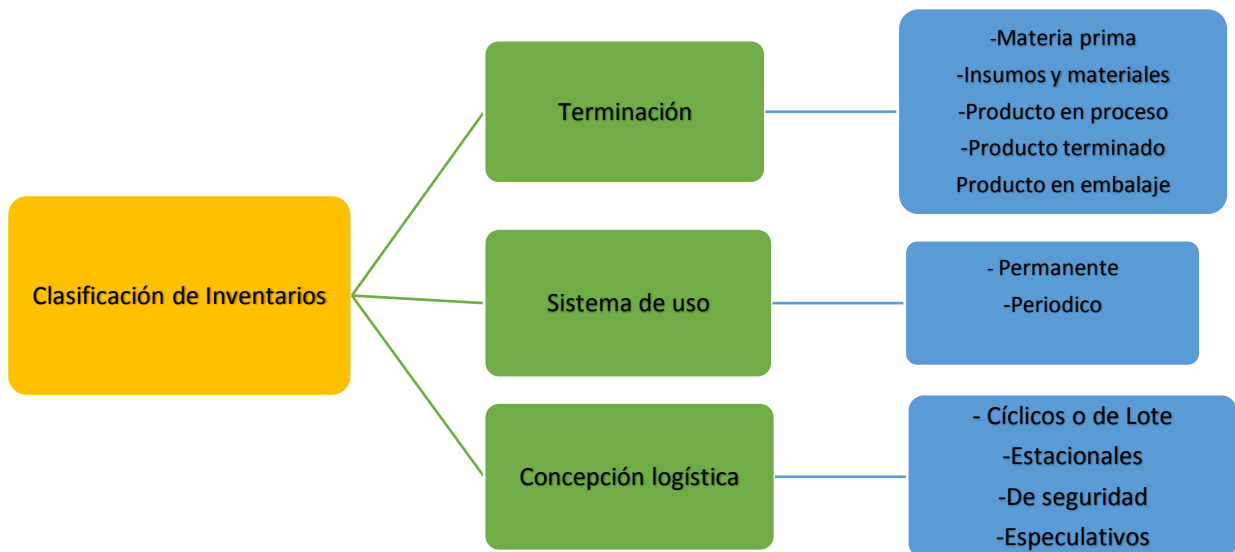 Clasificación de Inventarios
Terminación
-Materia prima
-Insumos y materiales
-Producto en proceso
-Producto terminado
Producto en embalaje
Sistema de uso
- Permanente
-Periodico
Concepción logística
- Cíclicos o de Lote
-Estacionales
-De seguridad
-Especulativos